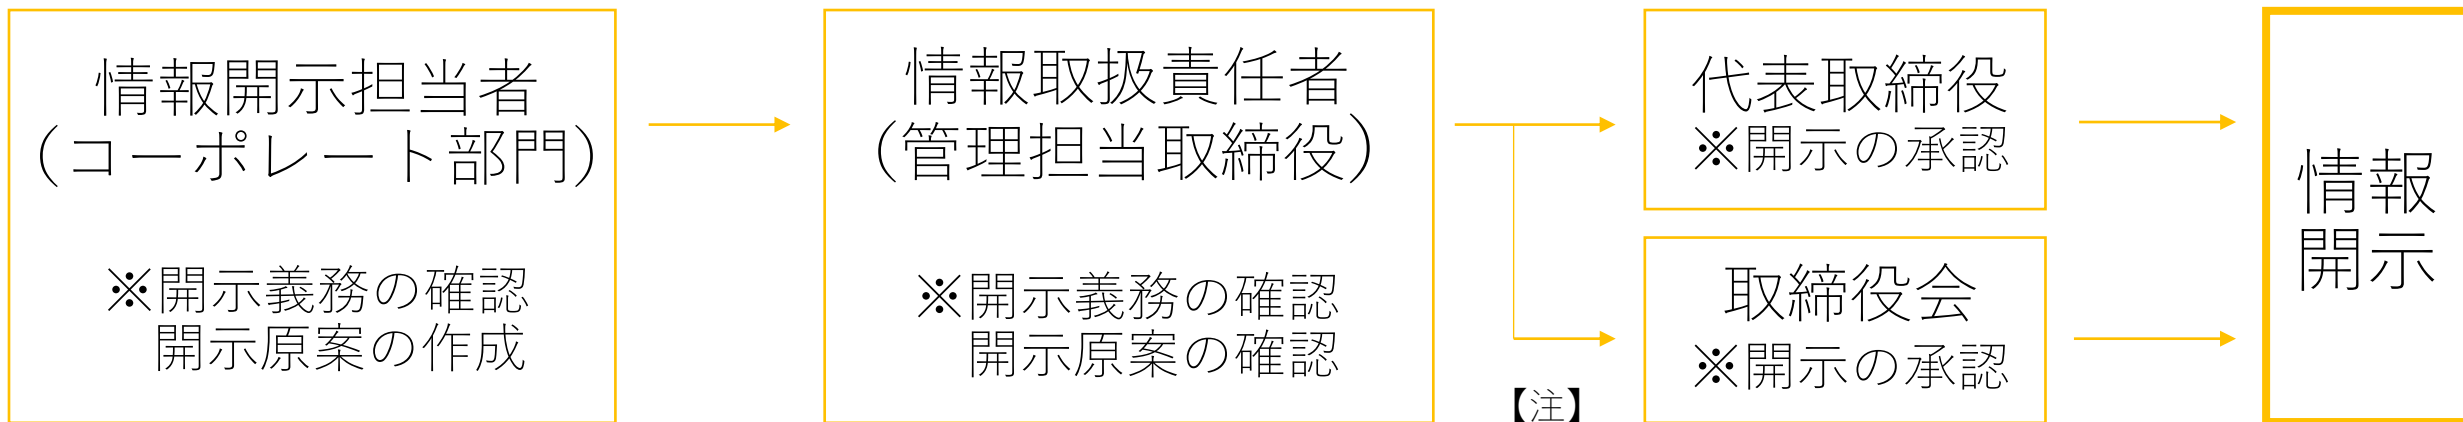 情報開示担当者
（コーポレート部門）
※開示義務の確認
開示原案の作成
情報取扱責任者
（管理担当取締役）
※開示義務の確認
開示原案の確認
【注】
代表取締役
※開示の承認
取締役会
※開示の承認
情報
開示